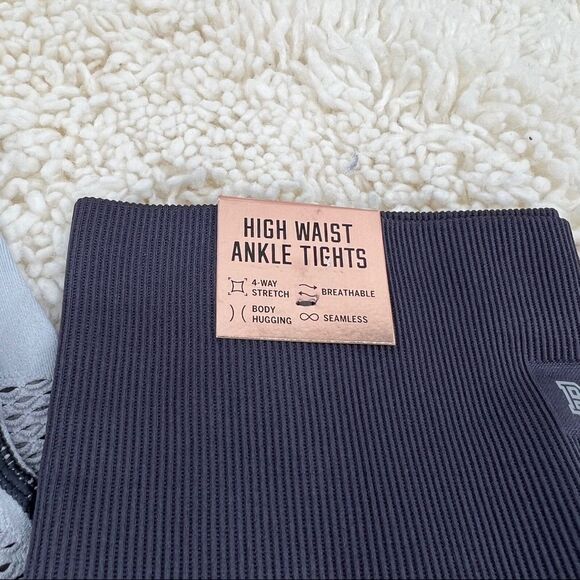 HIGH WAIST
ANKLE TIGHTS
4-WAY
STRETCH
BREATHABLE
BODY
HUGGING
SEAMLESS